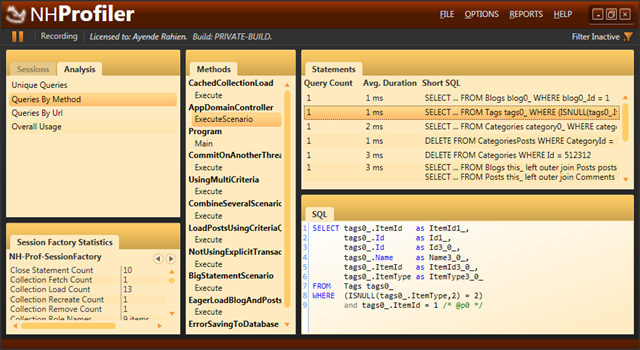 NHProfiler
FILE OPTIONS REPORTS HELP
Recording Licensed to: Ayende Rahien. Build: PRIVATE-BUILD. Filter Inactive
Sessions Analysis
Unique Queries
Queries By Method
Queries By Url
Overall Usage
Session Factory Statistics
NH-Prof-SessionFactory
Close Statement Count 10
Collection Fetch Count 1
Collection Load Count 13
Collection Recreate Count 1
Collection Remove Count 1
Collection Role Names 9 items
Methods
CachedCollectionLoad
Execute
AppDomainController
ExecuteScenario
Program
Main
CommitOnAnotherThrea
Execute
UsingMultiCriteria
Execute
CombineSeveralScenario
Execute
LoadPostsUsingCriteriaQ
Execute
NotUsingExplicitTransac
Execute
BigStatementScenario
Execute
EagerLoadBlogAndPosts
Execute
ErrorSavingToDatabase
Statements
Query Count Avg. Duration Short SQL
1 1 ms SELECT ... FROM Blogs blog0_ WHERE blog0_.Id = 1
1 1 ms SELECT ... FROM Tags tags0_ WHERE (ISNULL(tags0_.I
1 2 ms SELECT ... FROM Categories category0_ WHERE categ
1 1 ms DELETE FROM CategoriesPosts WHERE CategoryId =
1 3 ms DELETE FROM Categories WHERE Id = 512312
1 3 ms SELECT ... FROM Blogs this_ left outer join Posts posts
SELECT ... FROM Posts this_ left outer join Comments
SQL
1 SELECT tags0_.ItemId as ItemId1_,
2 tags0_.Id as Id1_,
3 tags0_.Id as Id3_0_,
4 tags0_.Name as Name3_0_,
5 tags0_.ItemId as ItemId3_0_,
6 tags0_.ItemType as ItemType3_0_
7 FROM Tags tags0_
8 WHERE (ISNULL(tags0_.ItemType,2) = 2)
9 and tags0_.ItemId = 1 /* @p0 */